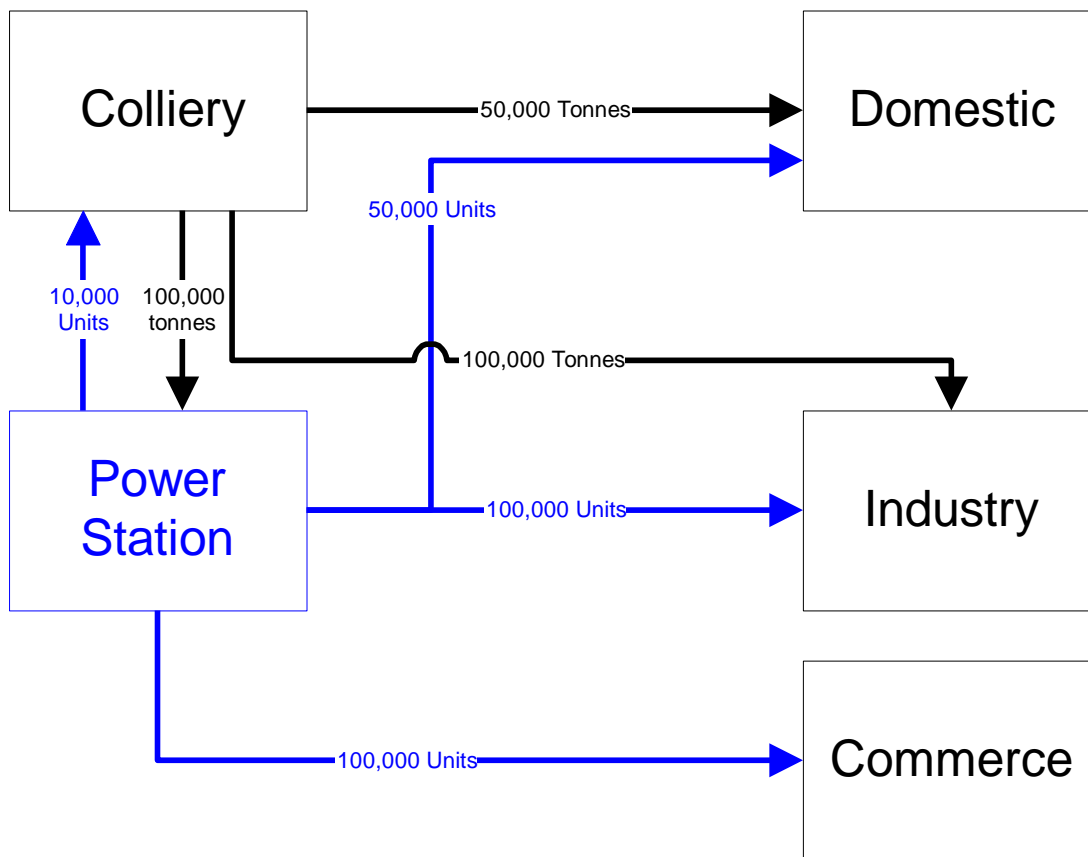 Colliery
50,000 Tonnes
Domestic
50,000 Units
10,000
Units
100,000
tonnes
100,000 Tonnes
Power
Station
100,000 Units
Industry
100,000 Units
Commerce